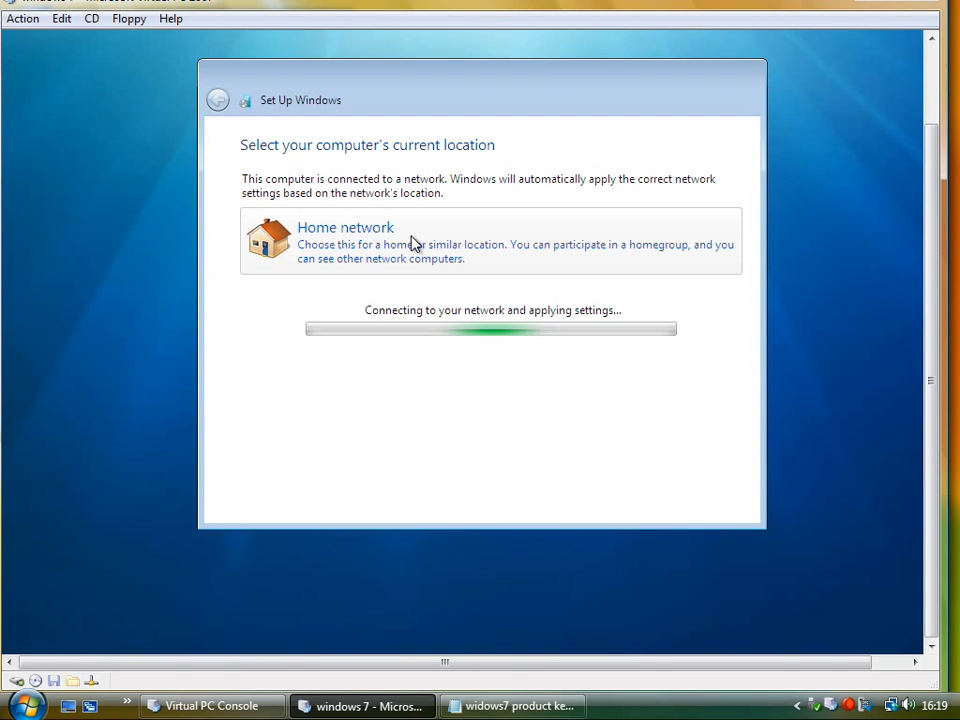 Action Edit CD Floppy Help
Set Up Windows
Select your computer's current location
This computer is connected to a network. Windows will automatically apply the correct network
settings based on the network's location.
Home network
Choose this for a home or similar location. You can participate in a homegroup, and you
can see other network computers.
Connecting to your network and applying settings...
Virtual PC Console
windows 7 - Micros...
widows7 product ke...
16:19